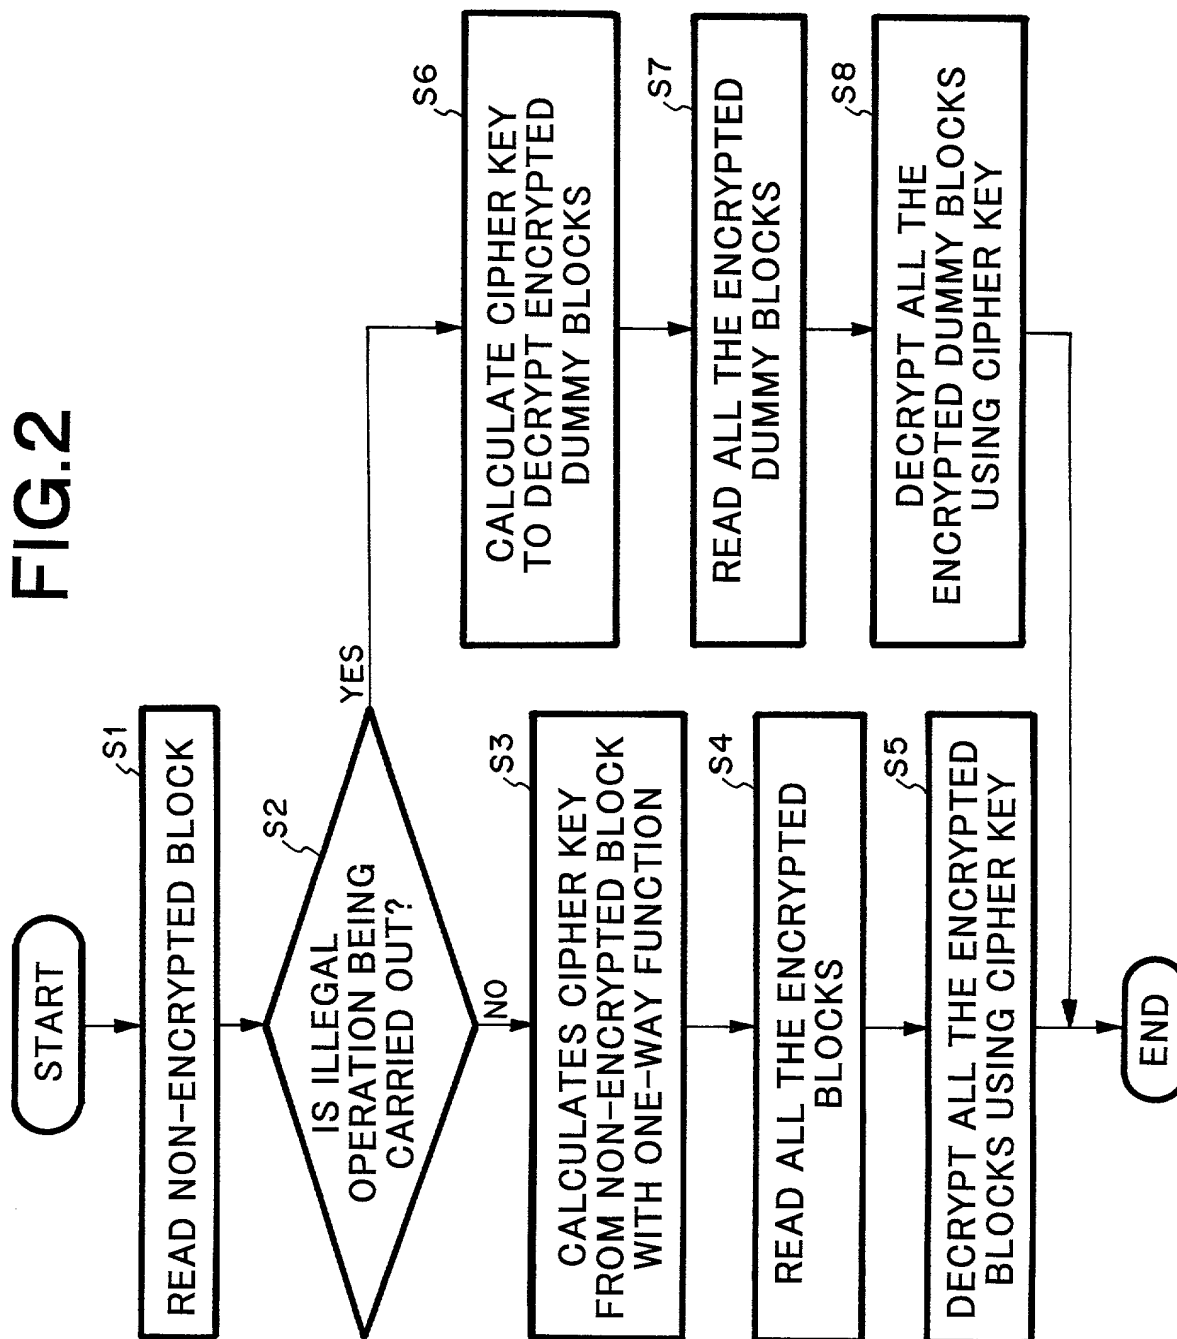 FIG.2
START
S1
READ NON-ENCRYPTED BLOCK
S2
IS ILLEGAL
OPERATION BEING
CARRIED OUT?
YES
NO
S3
CALCULATES CIPHER KEY
FROM NON-ENCRYPTED BLOCK
WITH ONE-WAY FUNCTION
S4
READ ALL THE ENCRYPTED
BLOCKS
S5
DECRYPT ALL THE ENCRYPTED
BLOCKS USING CIPHER KEY
S6
CALCULATE CIPHER KEY
TO DECRYPT ENCRYPTED
DUMMY BLOCKS
S7
READ ALL THE ENCRYPTED
DUMMY BLOCKS
S8
DECRYPT ALL THE
ENCRYPTED DUMMY BLOCKS
USING CIPHER KEY
END